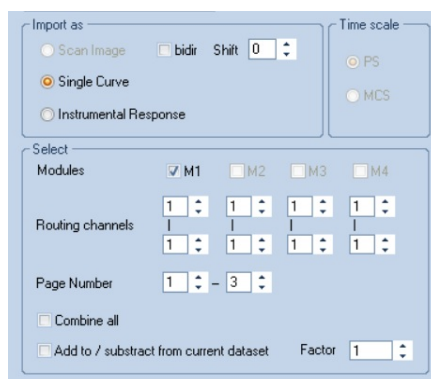 Import as
Scan Image bidir Shift 0
Single Curve
Instrumental Response
Time scale
PS
MCS
Select
Modules M1 M2 M3 M4
1 1 1 1
Routing channels | | | |
1 1 1 1
Page Number 1 - 3
Combine all
Add to / substract from current dataset Factor 1